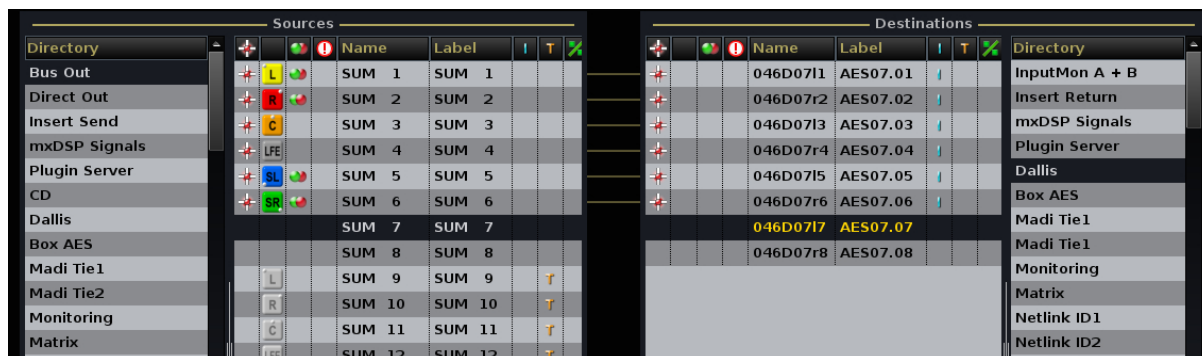 Sources
Destinations
Directory
Name Label I T
Name Label I T
Directory
Bus Out
Direct Out
Insert Send
mxDSP Signals
Plugin Server
CD
Dallis
Box AES
Madi Tie1
Madi Tie2
Monitoring
Matrix
L SUM 1 SUM 1
R SUM 2 SUM 2
C SUM 3 SUM 3
LFE SUM 4 SUM 4
SL SUM 5 SUM 5
SR SUM 6 SUM 6
SUM 7 SUM 7
SUM 8 SUM 8
L SUM 9 SUM 9 T
R SUM 10 SUM 10 T
C SUM 11 SUM 11 T
LFE SUM 12 SUM 12 T
046D07l1 AES07.01 I
046D07r2 AES07.02 I
046D07l3 AES07.03 I
046D07r4 AES07.04 I
046D07l5 AES07.05 I
046D07r6 AES07.06 I
046D07l7 AES07.07
046D07r8 AES07.08
InputMon A + B
Insert Return
mxDSP Signals
Plugin Server
Dallis
Box AES
Madi Tie1
Madi Tie1
Monitoring
Matrix
Netlink ID1
Netlink ID2